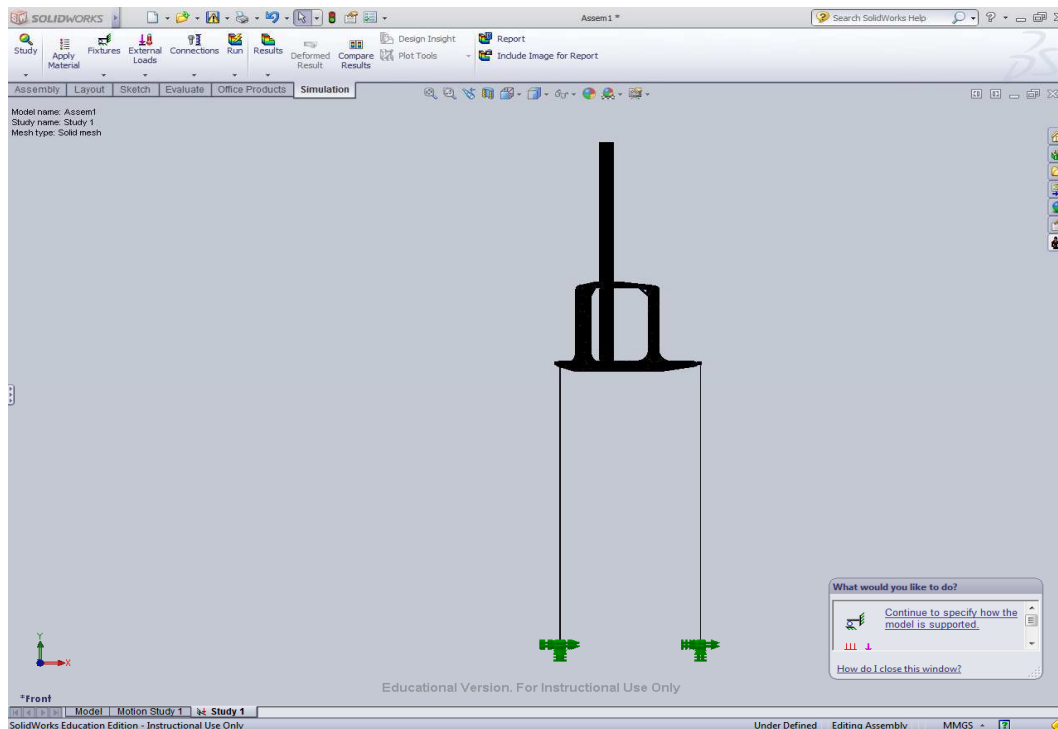 SOLIDWORKS
Assem1 *
Search SolidWorks Help
Study
Apply Material
Fixtures
External Loads
Connections
Run
Results
Deformed Result
Compare Results
Design Insight
Plot Tools
Report
Include Image for Report
Assembly
Layout
Sketch
Evaluate
Office Products
Simulation
Model name: Assem1
Study name: Study 1
Mesh type: Solid mesh
What would you like to do?
Continue to specify how the
model is supported.
How do I close this window?
Y
X
*Front
Educational Version. For Instructional Use Only
Model
Motion Study 1
Study 1
SolidWorks Education Edition - Instructional Use Only
Under Defined
Editing Assembly
MMGS